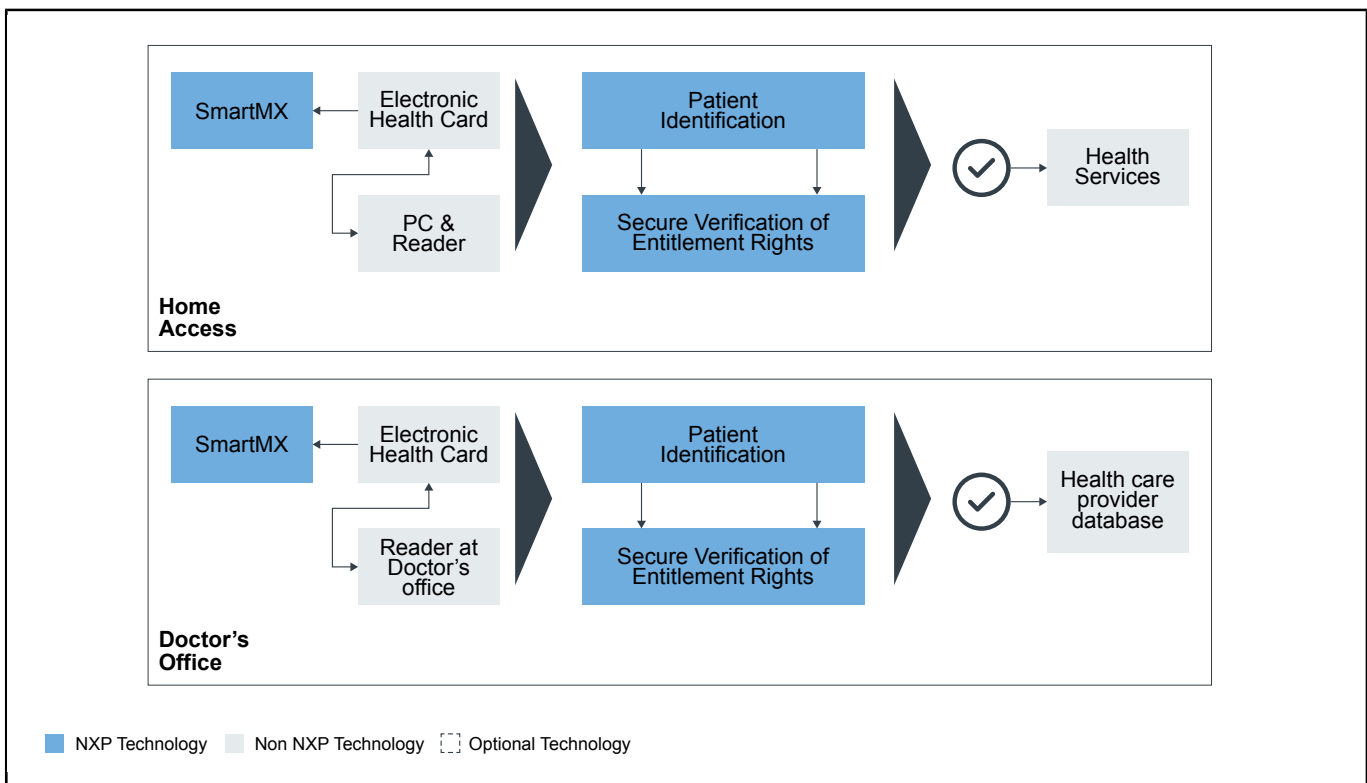 SmartMX
Electronic
Health Card
PC &
Reader
Patient
Identification
Secure Verification of
Entitlement Rights
Health
Services
Home
Access
SmartMX
Electronic
Health Card
Reader at
Doctor’s
office
Patient
Identification
Secure Verification of
Entitlement Rights
Health care
provider
database
Doctor’s
Office
NXP Technology
Non NXP Technology
Optional Technology